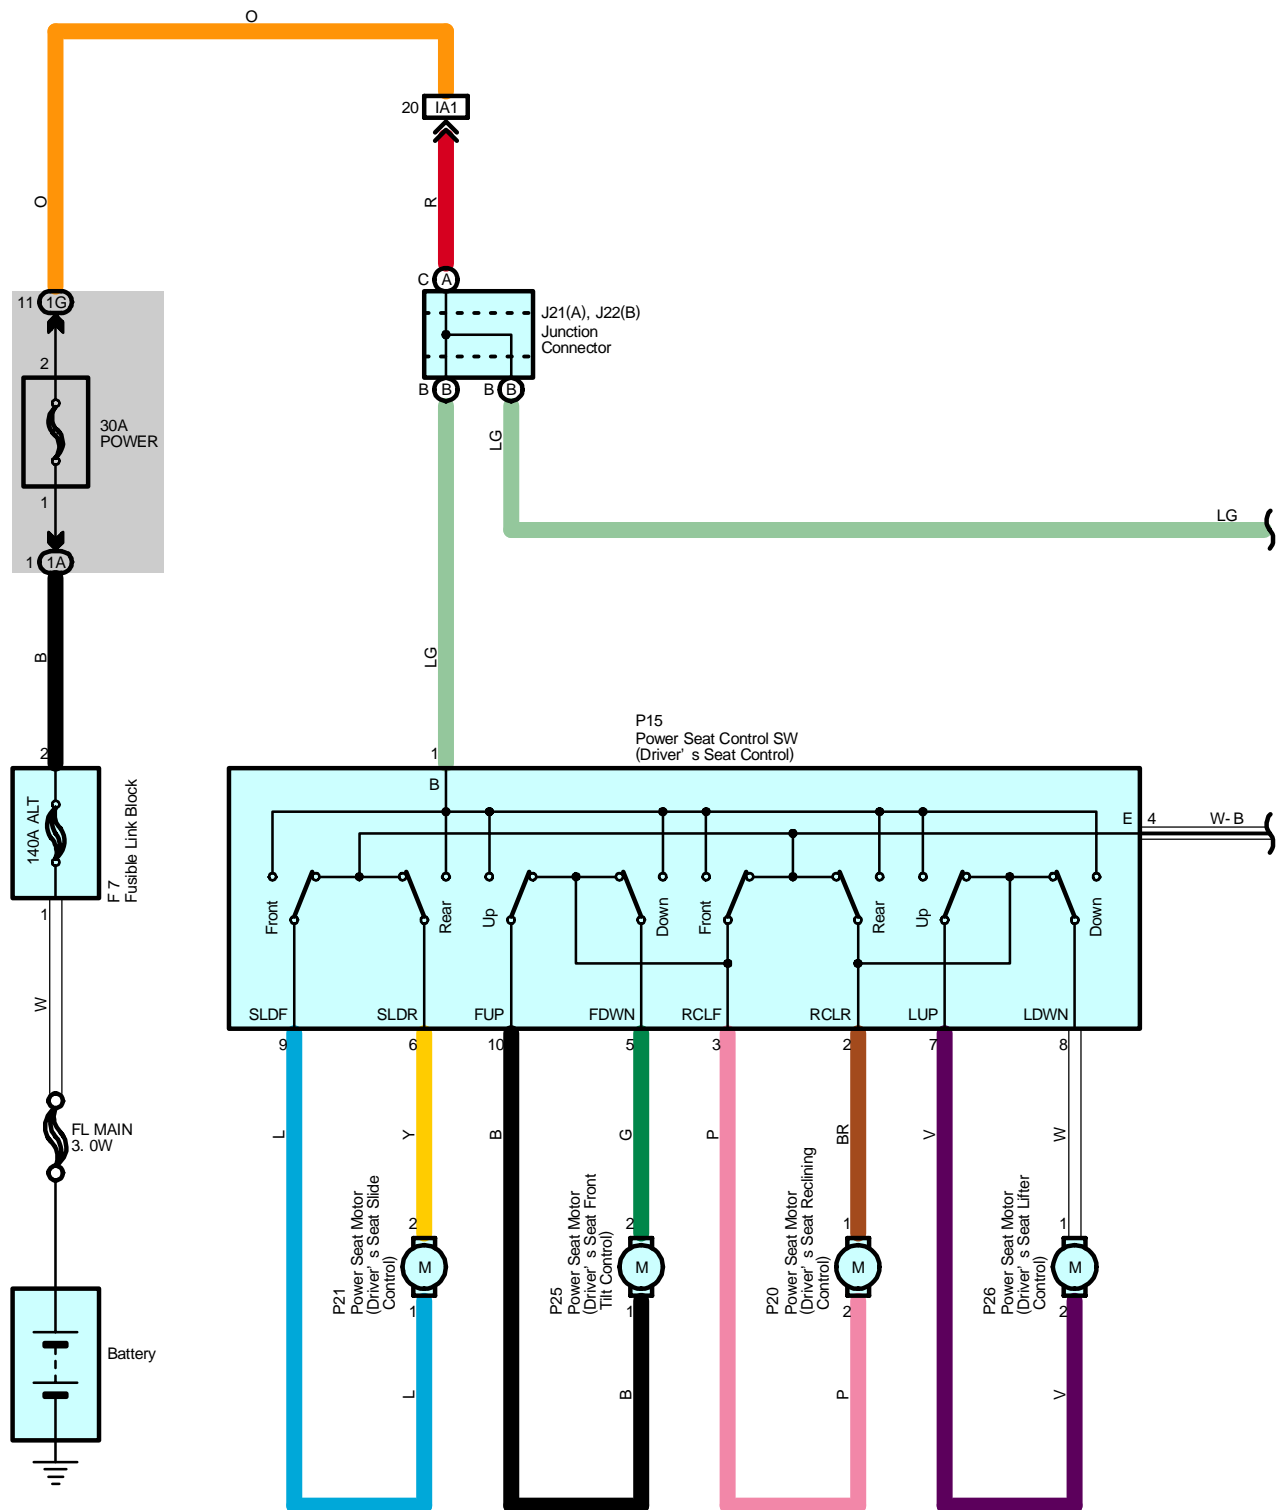 O
20 IA1
O
R
C A
11 1G
J21(A), J22(B)
Junction
Connector
2
B B B B
30A
POWER
LG
1
LG
1 1A
B
LG
P15
Power Seat Control SW
(Driver' s Seat Control)
2
1
B
140A ALT
F 7
Fusible Link Block
E 4 W- B
1
Front
Rear
Up
Down
Front
Rear
Up
Down
W
SLDF SLDR FUP FDWN RCLF RCLR LUP LDWN
9 6 10 5 3 2 7 8
FL MAIN
3. 0W
L Y B G P BR V W
P21
Power Seat Motor
(Driver' s Seat Slide
Control)
2
M
1
P25
Power Seat Motor
(Driver' s Seat Front
Tilt Control)
2
M
1
P20
Power Seat Motor
(Driver' s Seat Reclining
Control)
1
M
2
P26
Power Seat Motor
(Driver' s Seat Lifter
Control)
1
M
2
Battery
L B P V